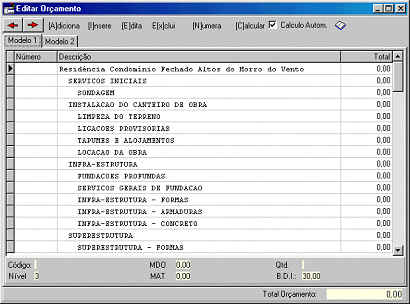 Editar Orçamento
[A]diciona [I]nsere [E]dita E[x]clui [N]umera [C]alcular Calculo Autom.
Modelo 1 Modelo 2
Número Descrição Total
Residência Condomínio Fechado Altos do Morro do Vento 0,00
SERVICOS INICIAIS 0,00
SONDAGEM 0,00
INSTALACAO DO CANTEIRO DE OBRA 0,00
LIMPEZA DO TERRENO 0,00
LIGACOES PROVISORIAS 0,00
TAPUMES E ALOJAMENTOS 0,00
LOCACAO DA OBRA 0,00
INFRA-ESTRUTURA 0,00
FUNDACOES PROFUNDAS 0,00
SERVICOS GERAIS DE FUNDACAO 0,00
INFRA-ESTRUTURA - FORMAS 0,00
INFRA-ESTRUTURA - ARMADURAS 0,00
INFRA-ESTRUTURA - CONCRETO 0,00
SUPERESTRUTURA 0,00
SUPERESTRUTURA - FORMAS 0,00
Código: MDO 0,00 Qtd.
Nível 3 MAT. 0,00 B.D.I.: 30,00
Total Orçamento: 0,00